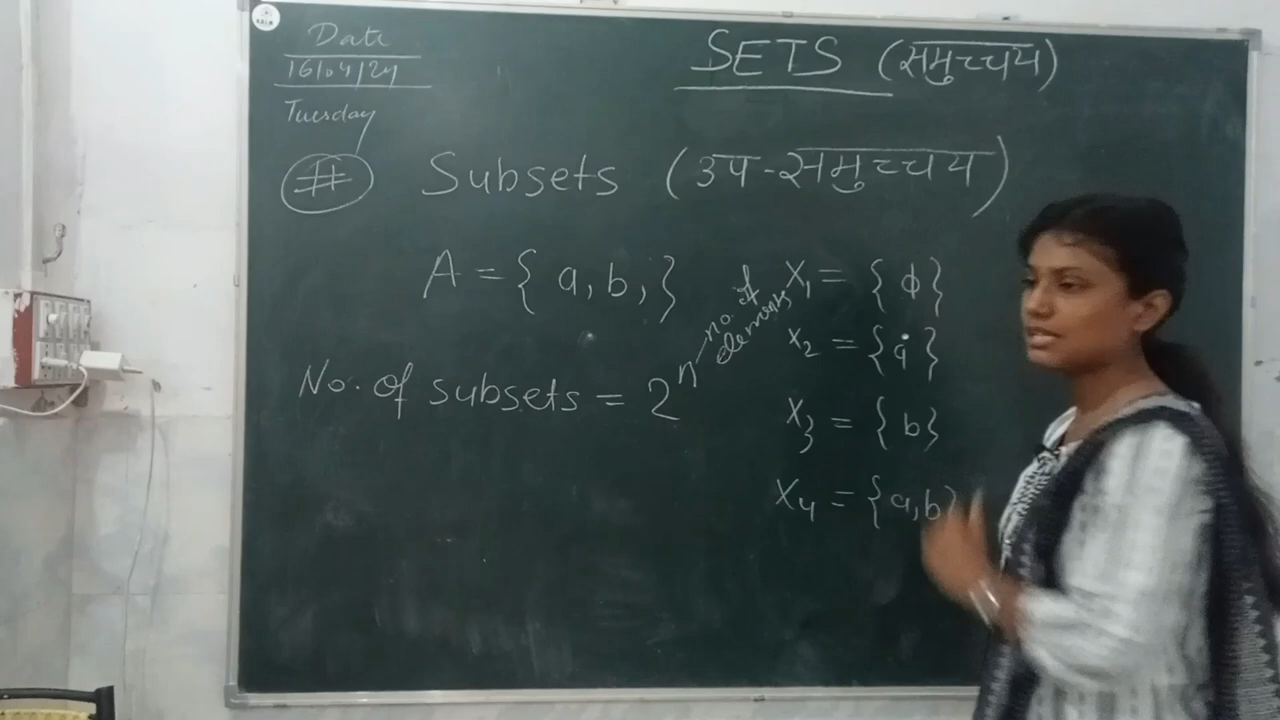 Date
16/04/24
Tuesday
SETS (समुच्चय)
# Subsets (उप-समुच्चय)
A = { a, b, }
No. of subsets = 2ⁿ
no. of
elements
X₁ = { ϕ }
X₂ = { a }
X₃ = { b }
X₄ = { a, b }